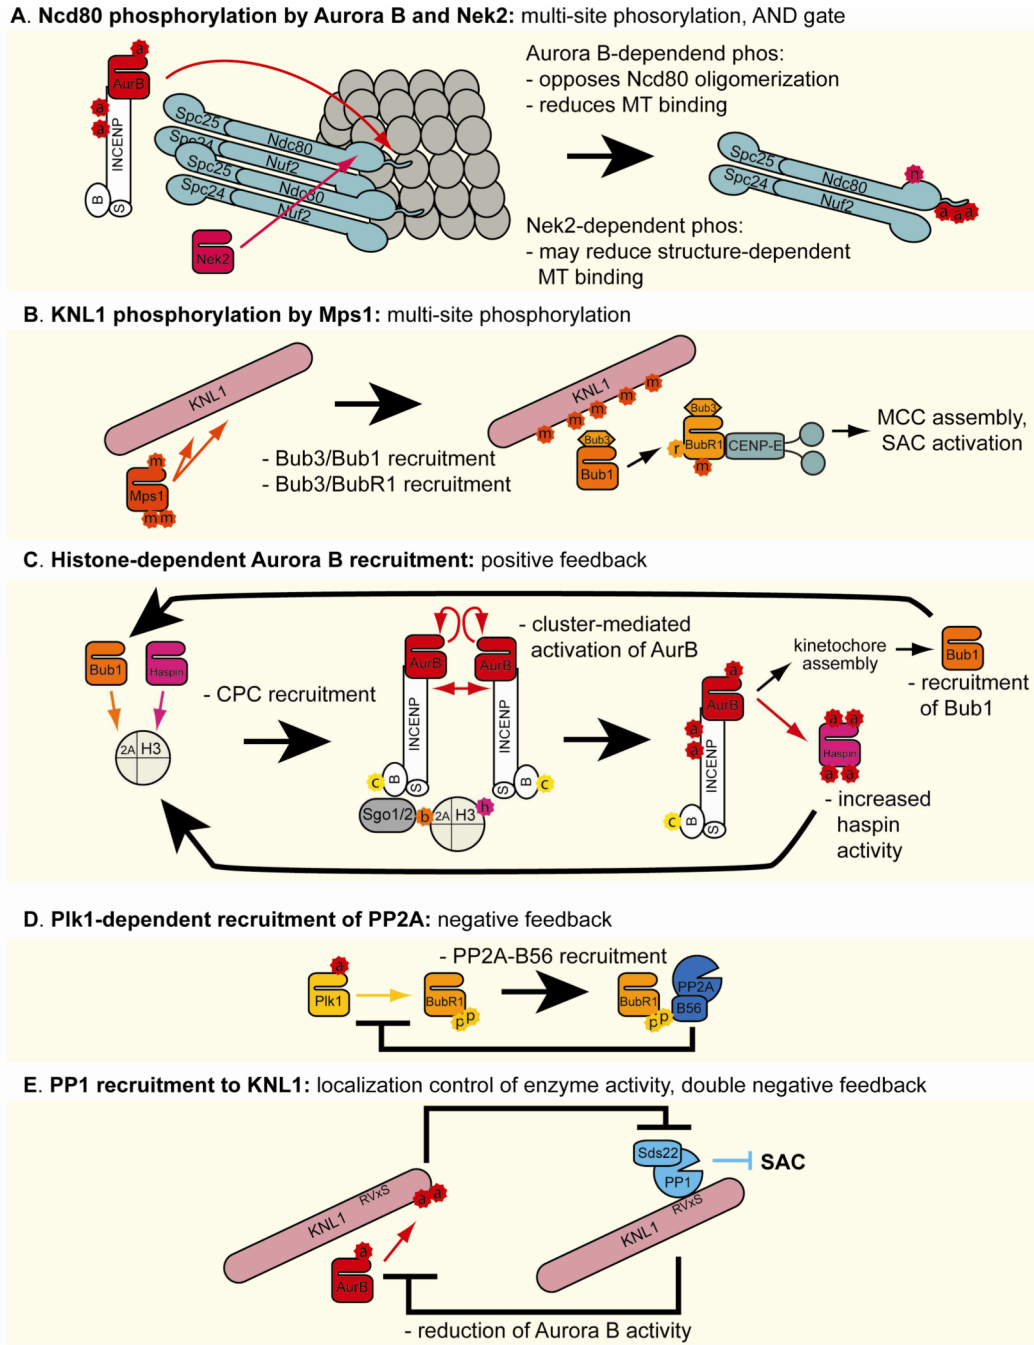 A. Ncd80 phosphorylation by Aurora B and Nek2: multi-site phosorylation, AND gate
a
AurB
a
a
INCENP
B
S
Spc25
Ndc80
Spc24
Nuf2
Spc25
Ndc80
Spc24
Nuf2
Nek2
Aurora B-dependend phos:
- opposes Ncd80 oligomerization
- reduces MT binding
Nek2-dependent phos:
- may reduce structure-dependent
MT binding
Spc25
Ndc80
Spc24
Nuf2
n
a
a
a
B. KNL1 phosphorylation by Mps1: multi-site phosphorylation
KNL1
m
Mps1
m
m
- Bub3/Bub1 recruitment
- Bub3/BubR1 recruitment
KNL1
m
m
m
m
m
Bub3
Bub1
Bub3
r
BubR1
m
CENP-E
MCC assembly,
SAC activation
C. Histone-dependent Aurora B recruitment: positive feedback
Bub1
Haspin
2A
H3
- CPC recruitment
AurB
AurB
INCENP
INCENP
c
B
S
S
B
c
Sgo1/2
b
2A
H3
h
- cluster-mediated
activation of AurB
a
AurB
a
a
INCENP
c
B
S
kinetochore
assembly
Bub1
- recruitment
of Bub1
a
a
Haspin
a
a
- increased
haspin
activity
D. Plk1-dependent recruitment of PP2A: negative feedback
a
Plk1
BubR1
p
p
- PP2A-B56 recruitment
BubR1
p
p
PP2A
B56
E. PP1 recruitment to KNL1: localization control of enzyme activity, double negative feedback
KNL1
RVxS
a
a
a
AurB
Sds22
PP1
SAC
KNL1
RVxS
- reduction of Aurora B activity